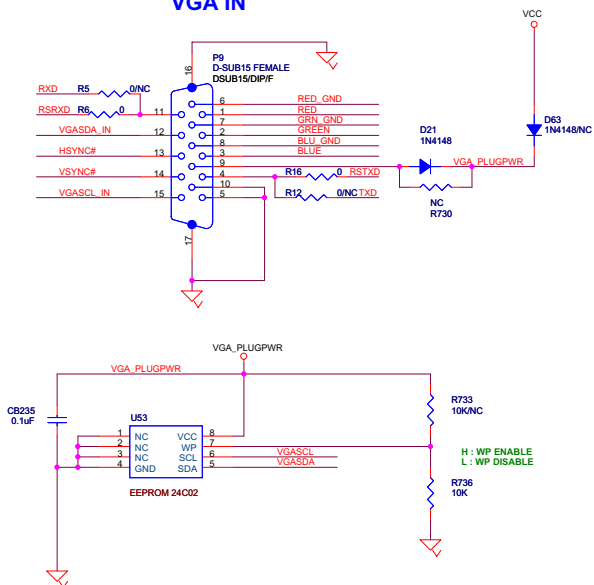 VGA IN
VCC
P9
D-SUB15 FEMALE
DSUB15/DIP/F
16
RXD R5 0/NC
RSRXD R6 0 11
VGASDA_IN 12
HSYNC# 13
VSYNC# 14
VGASCL_IN 15
6 RED_GND
1 RED
7 GRN_GND
2 GREEN
8 BLU_GND
3 BLUE
9
4 R16 0 RSTXD
10
5 R12 0/NC TXD
17
D21
1N4148
D63
1N4148/NC
VGA_PLUGPWR
NC
R730
VGA_PLUGPWR
VGA_PLUGPWR
CB235
0.1uF
U53
1 NC VCC 8
2 NC WP 7
3 NC SCL 6 VGASCL
4 GND SDA 5 VGASDA
EEPROM 24C02
R733
10K/NC
H : WP ENABLE
L : WP DISABLE
R736
10K